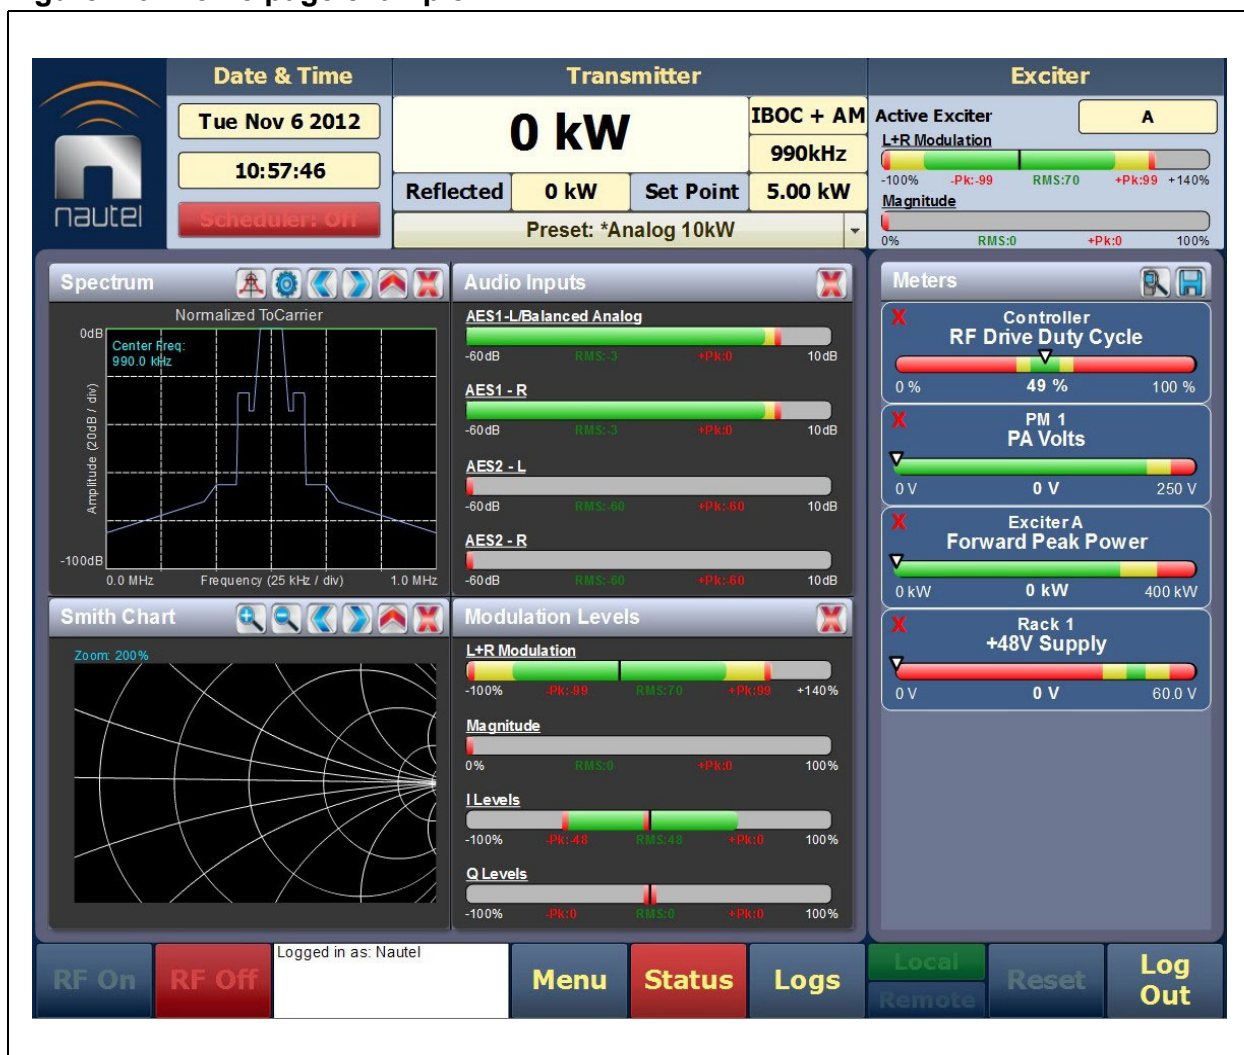 Date & Time
Transmitter
Exciter
Tue Nov 6 2012
10:57:46
Scheduler: Off
nautel
0 kW
IBOC + AM
990kHz
Reflected 0 kW Set Point 5.00 kW
Preset: *Analog 10kW
Active Exciter A
L+R Modulation
-100% -Pk:-99 RMS:70 +Pk:99 +140%
Magnitude
0% RMS:0 +Pk:0 100%
Spectrum
Normalized ToCarrier
0dB
Center Freq:
990.0 kHz
Amplitude (20dB / div)
-100dB
0.0 MHz Frequency (25 kHz / div) 1.0 MHz
Audio Inputs
AES1-L/Balanced Analog
-60dB RMS:-3 +Pk:0 10dB
AES1 - R
-60dB RMS:-3 +Pk:0 10dB
AES2 - L
-60dB RMS:-60 +Pk:-60 10dB
AES2 - R
-60dB RMS:-60 +Pk:-60 10dB
Meters
X Controller
RF Drive Duty Cycle
0 % 49 % 100 %
X PM 1
PA Volts
0 V 0 V 250 V
X Exciter A
Forward Peak Power
0 kW 0 kW 400 kW
X Rack 1
+48V Supply
0 V 0 V 60.0 V
Smith Chart
Zoom: 200%
Modulation Levels
L+R Modulation
-100% -Pk:-99 RMS:70 +Pk:99 +140%
Magnitude
0% RMS:0 +Pk:0 100%
I Levels
-100% -Pk:-48 RMS:48 +Pk:0 100%
Q Levels
-100% -Pk:0 RMS:0 +Pk:0 100%
RF On
RF Off
Logged in as: Nautel
Menu
Status
Logs
Local
Remote
Reset
Log
Out